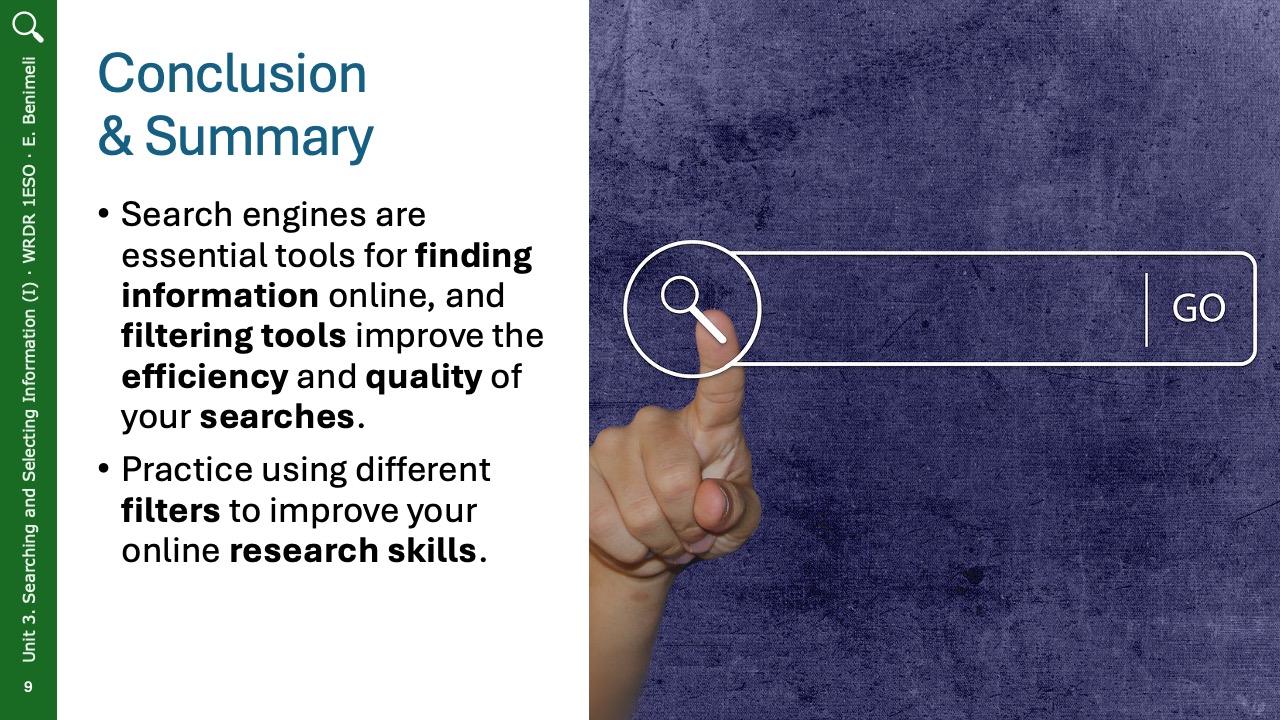 Unit 3. Searching and Selecting Information (I) · WRDR 1ESO · E. Benimeli
9
Conclusion
& Summary
• Search engines are
essential tools for finding
information online, and
filtering tools improve the
efficiency and quality of
your searches.
• Practice using different
filters to improve your
online research skills.
GO